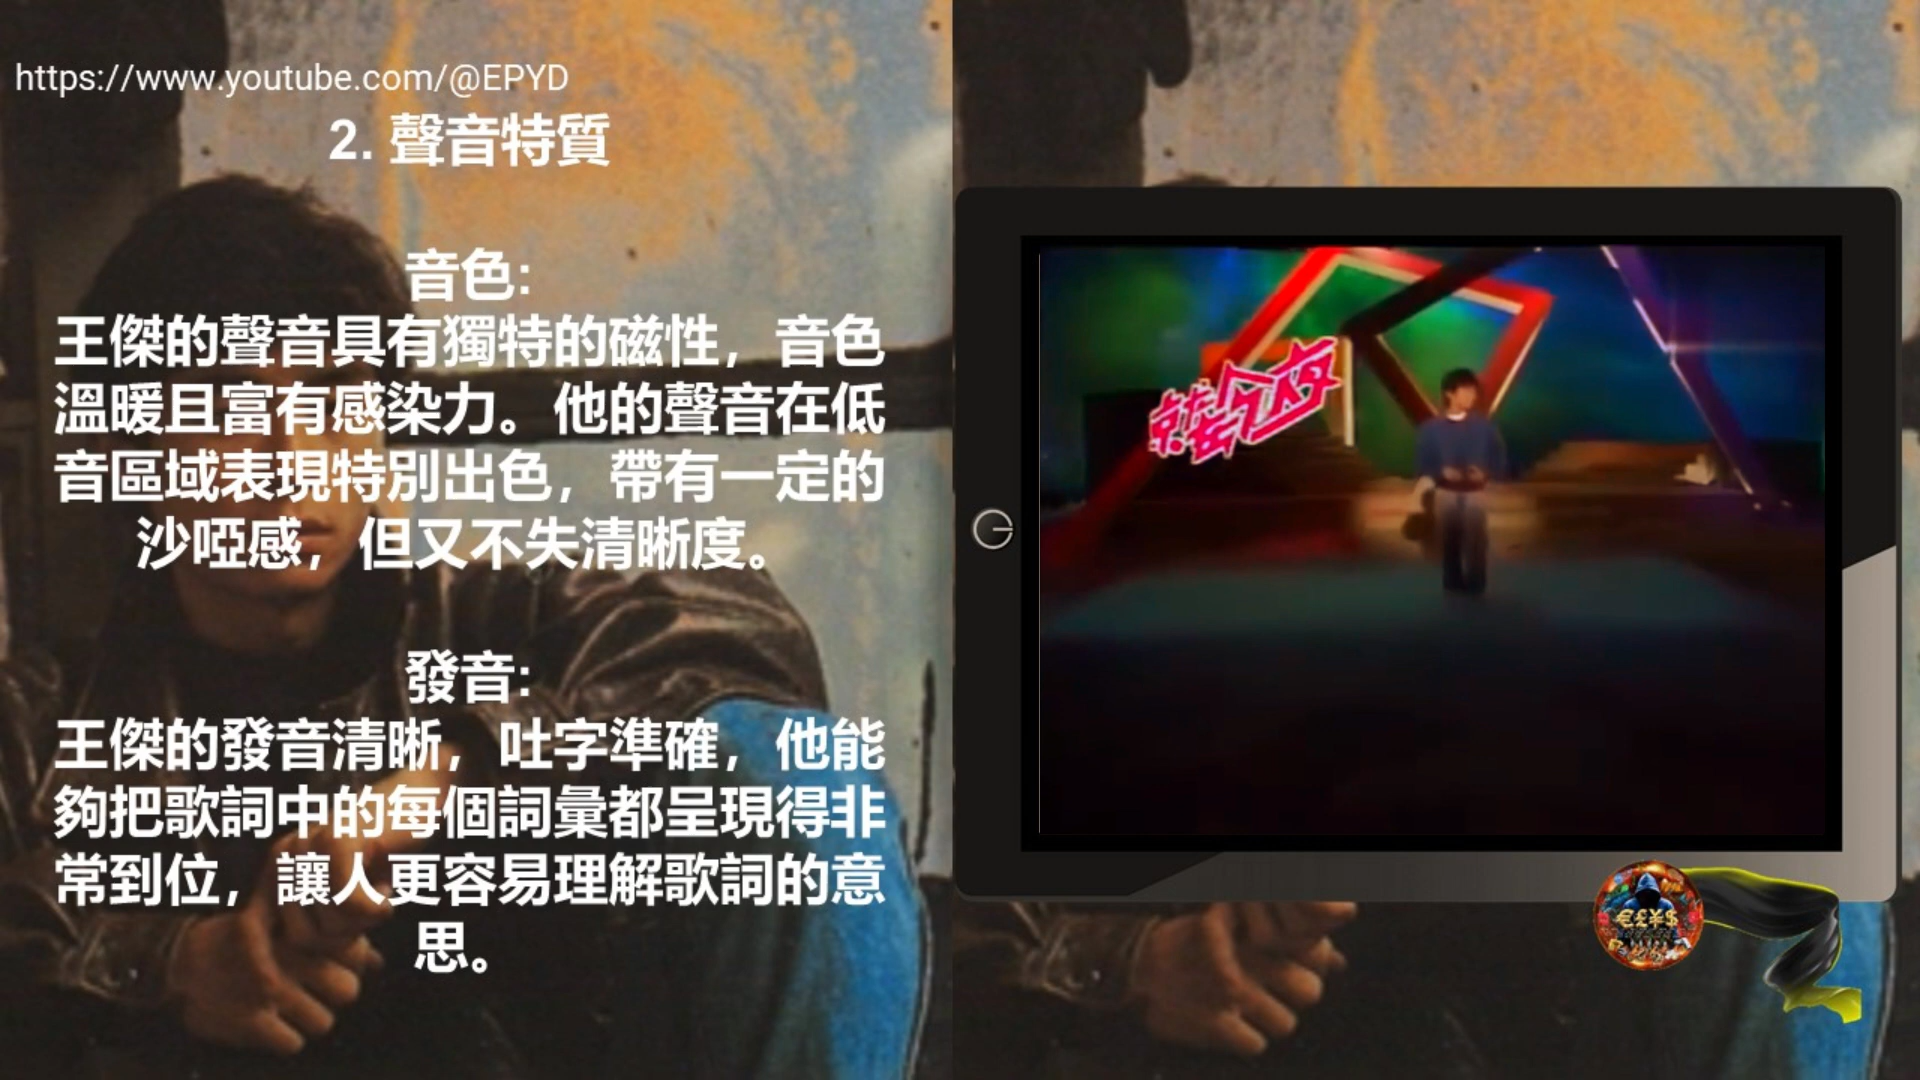 https://www.youtube.com/@EPYD
2. 聲音特質
音色:
王傑的聲音具有獨特的磁性，音色
溫暖且富有感染力。他的聲音在低
音區域表現特別出色，帶有一定的
沙啞感，但又不失清晰度。
發音:
王傑的發音清晰，吐字準確，他能
夠把歌詞中的每個詞彙都呈現得非
常到位，讓人更容易理解歌詞的意
思。
就今夜
€£¥$